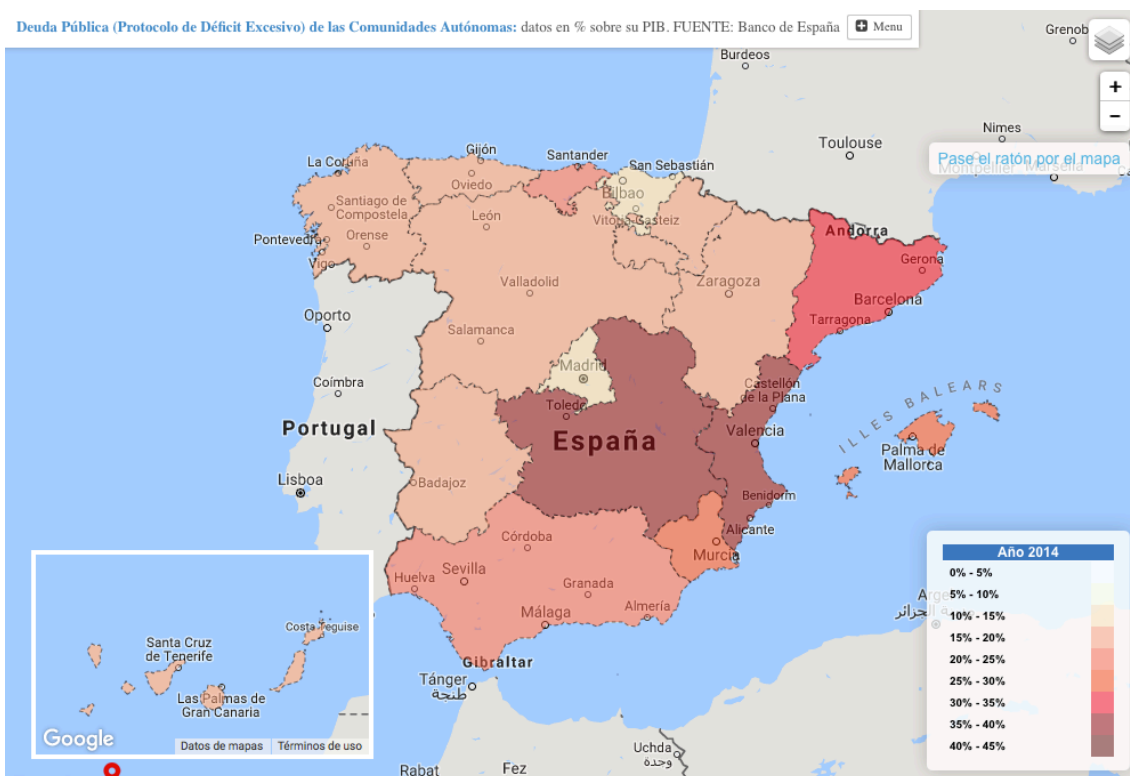 Deuda Pública (Protocolo de Déficit Excesivo) de las Comunidades Autónomas: datos en % sobre su PIB. FUENTE: Banco de España Menu
Grenob
Burdeos
+
−
Nimes
Toulouse
Pase el ratón por el mapa
Montpellier Marsella
Gijón
La Coruña
Santander
San Sebastián
Oviedo
Bilbao
Santiago de
Compostela
León
Vitoria-Gasteiz
Pontevedra
Orense
Andorra
Vigo
Gerona
Valladolid
Zaragoza
Barcelona
Oporto
Tarragona
Salamanca
Madrid
Coímbra
Castellón
de la Plana
Toledo
ILLES BALEARS
Portugal
España
Valencia
Palma de
Mallorca
Lisboa
Badajoz
Benidorm
Alicante
Córdoba
Murcia
Huelva
Sevilla
Granada
Málaga
Almería
Gibraltar
Tánger
طنجة
Uchda
وجدة
Rabat
Fez
Costa Teguise
Santa Cruz
de Tenerife
Las Palmas de
Gran Canaria
Google
Datos de mapas
Términos de uso
Año 2014
0% - 5%
5% - 10%
10% - 15%
15% - 20%
20% - 25%
25% - 30%
30% - 35%
35% - 40%
40% - 45%